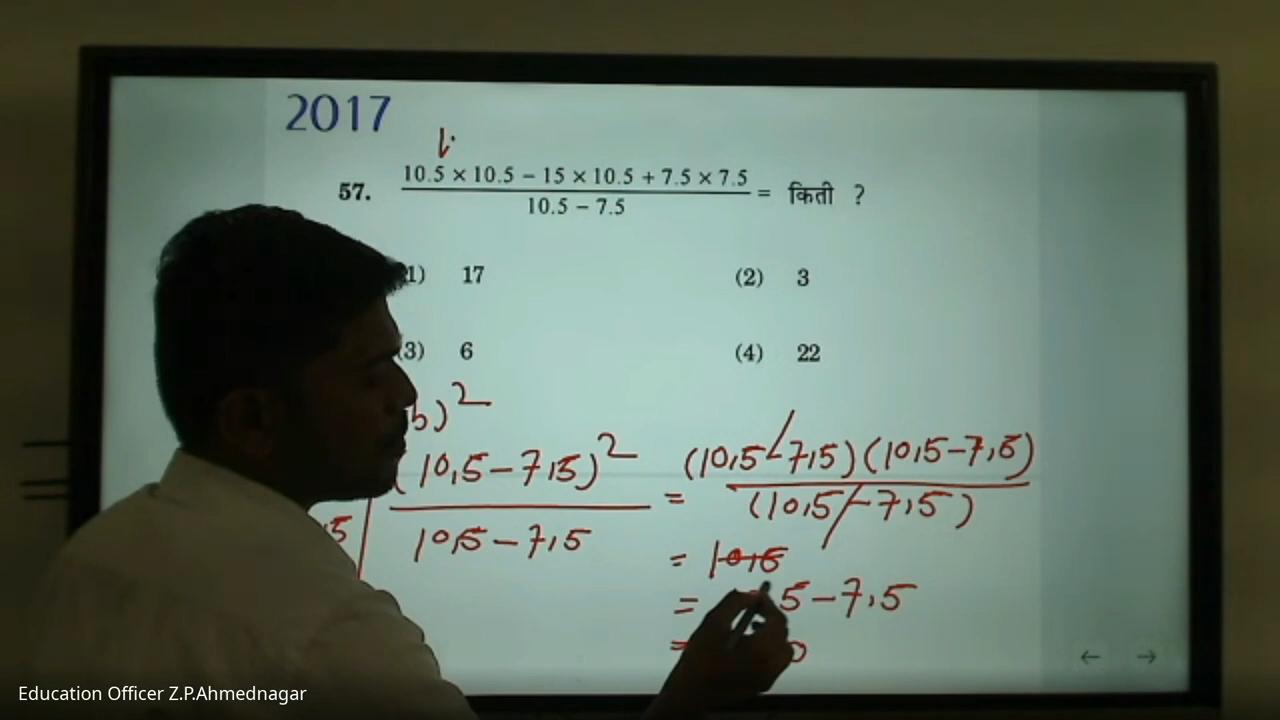 2017
57. 10.5 × 10.5 − 15 × 10.5 + 7.5 × 7.5 / 10.5 − 7.5 = किती ?
(1) 17 (2) 3
(3) 6 (4) 22
b)²
(10,5−7,5)² / 10,5−7,5 = (10,5−7,5)(10,5−7,5) / (10,5−7,5)
= 10,5
= 5−7,5
=
← →
Education Officer Z.P.Ahmednagar